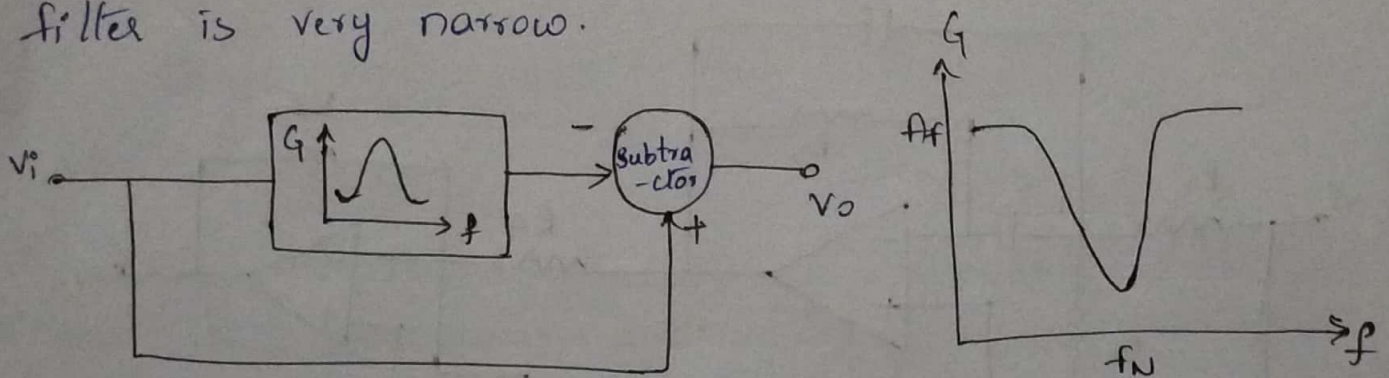 filter is very narrow.
G
Af
f
fN
Vi
G
f
-
Subtra
-ctor
+
Vo